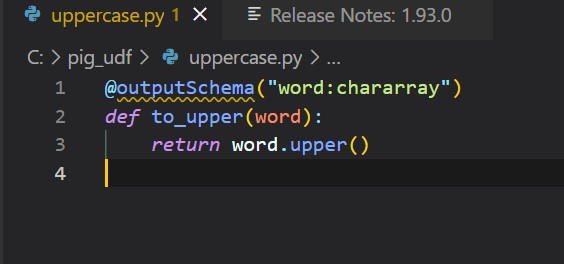 uppercase.py 1 ✕ Release Notes: 1.93.0
C: > pig_udf > uppercase.py > ...
1 @outputSchema("word:chararray")
2 def to_upper(word):
3     return word.upper()
4